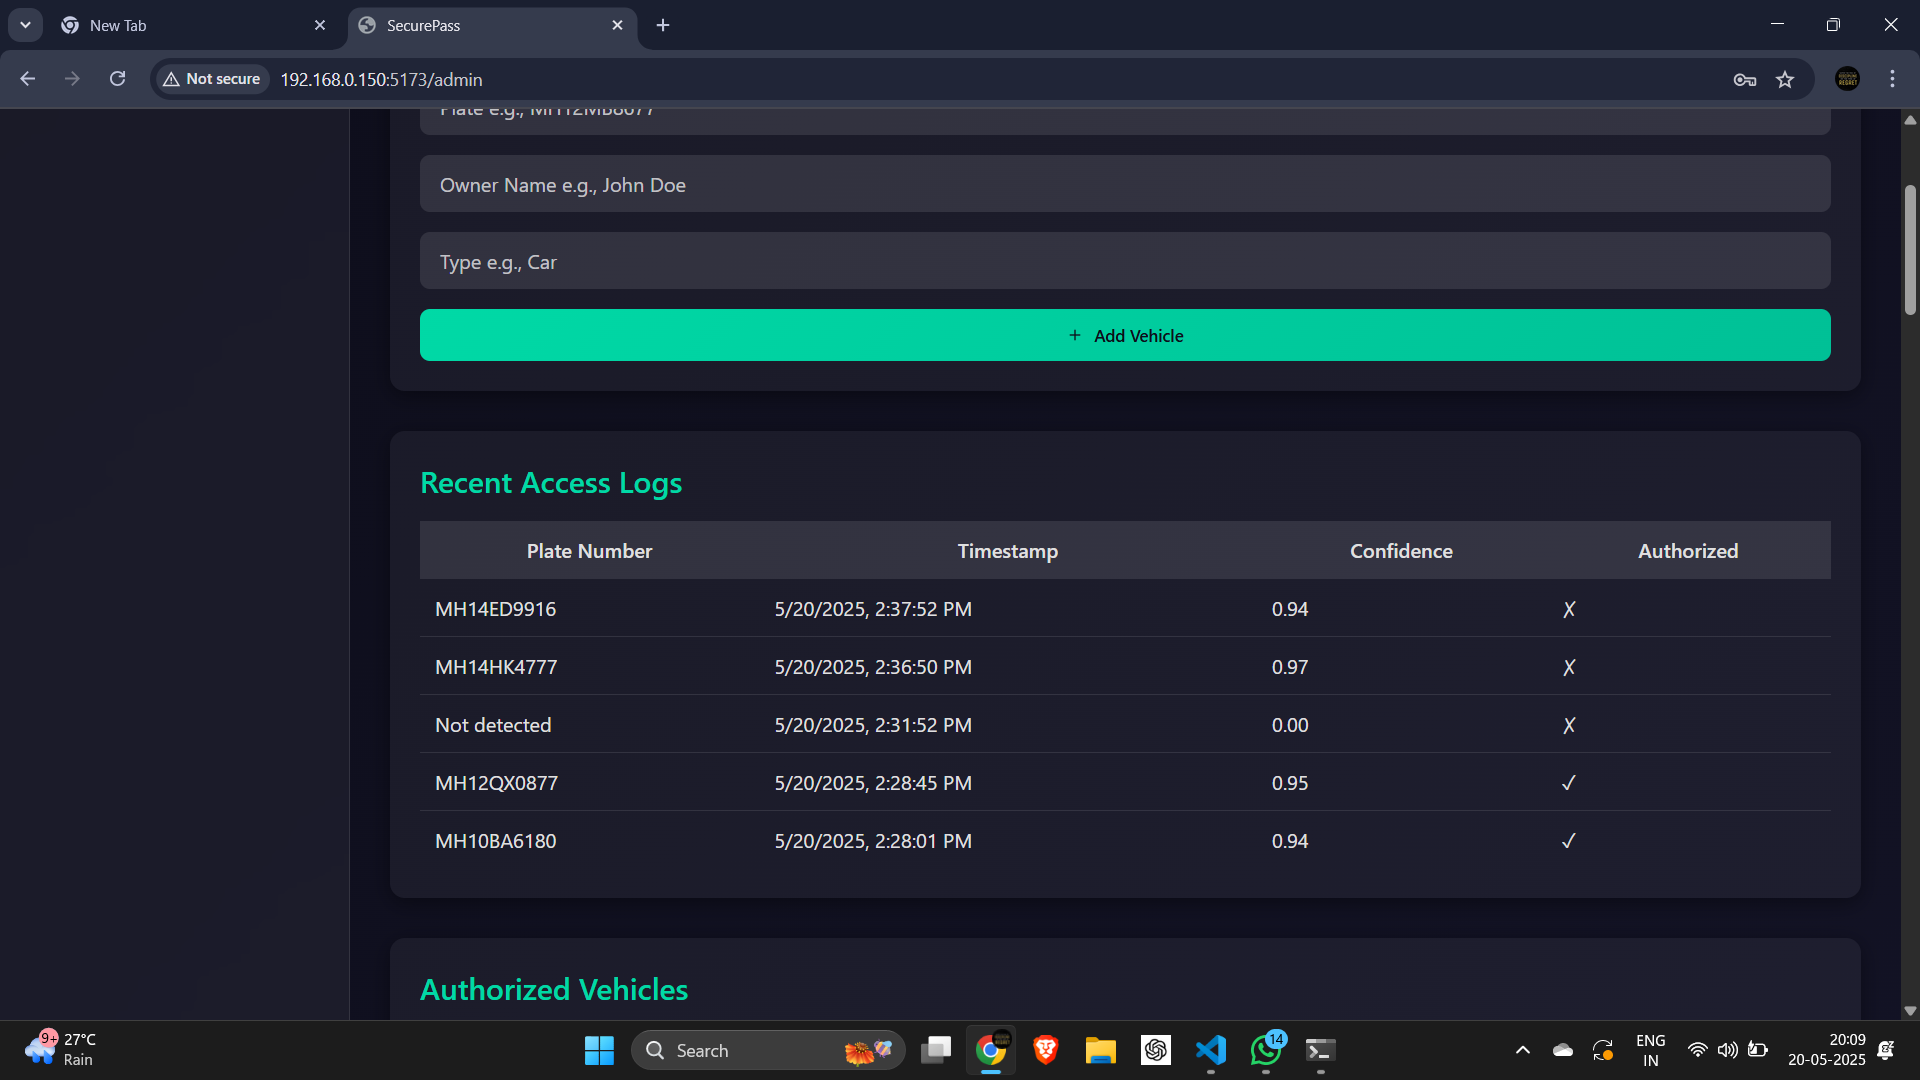 New Tab
SecurePass
Not secure
192.168.0.150:5173/admin
Plate e.g., MH12MB8677
Owner Name e.g., John Doe
Type e.g., Car
+ Add Vehicle
Recent Access Logs
Plate Number Timestamp Confidence Authorized
MH14ED9916 5/20/2025, 2:37:52 PM 0.94 ✗
MH14HK4777 5/20/2025, 2:36:50 PM 0.97 ✗
Not detected 5/20/2025, 2:31:52 PM 0.00 ✗
MH12QX0877 5/20/2025, 2:28:45 PM 0.95 ✓
MH10BA6180 5/20/2025, 2:28:01 PM 0.94 ✓
Authorized Vehicles
9+
27°C
Rain
Search
14
ENG
IN
20:09
20-05-2025